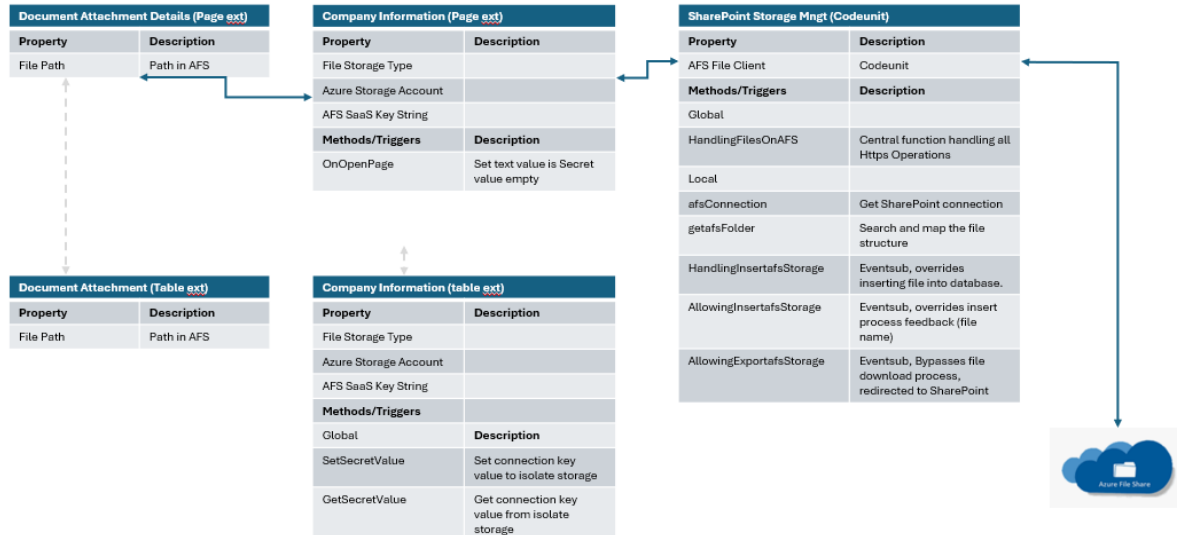 Document Attachment Details (Page ext)
Property Description
File Path Path in AFS
Company Information (Page ext)
Property Description
File Storage Type
Azure Storage Account
AFS SaaS Key String
Methods/Triggers Description
OnOpenPage Set text value is Secret
value empty
SharePoint Storage Mngt (Codeunit)
Property Description
AFS File Client Codeunit
Methods/Triggers Description
Global
HandlingFilesOnAFS Central function handling all
Https Operations
Local
afsConnection Get SharePoint connection
getafsFolder Search and map the file
structure
HandlingInsertafsStorage Eventsub, overrides
inserting file into database.
AllowingInsertafsStorage Eventsub, overrides insert
process feedback (file
name)
AllowingExportafsStorage Eventsub, Bypasses file
download process,
redirected to SharePoint
Document Attachment (Table ext)
Property Description
File Path Path in AFS
Company Information (table ext)
Property Description
File Storage Type
Azure Storage Account
AFS SaaS Key String
Methods/Triggers
Global Description
SetSecretValue Set connection key
value to isolate storage
GetSecretValue Get connection key
value from isolate
storage
Azure File Share